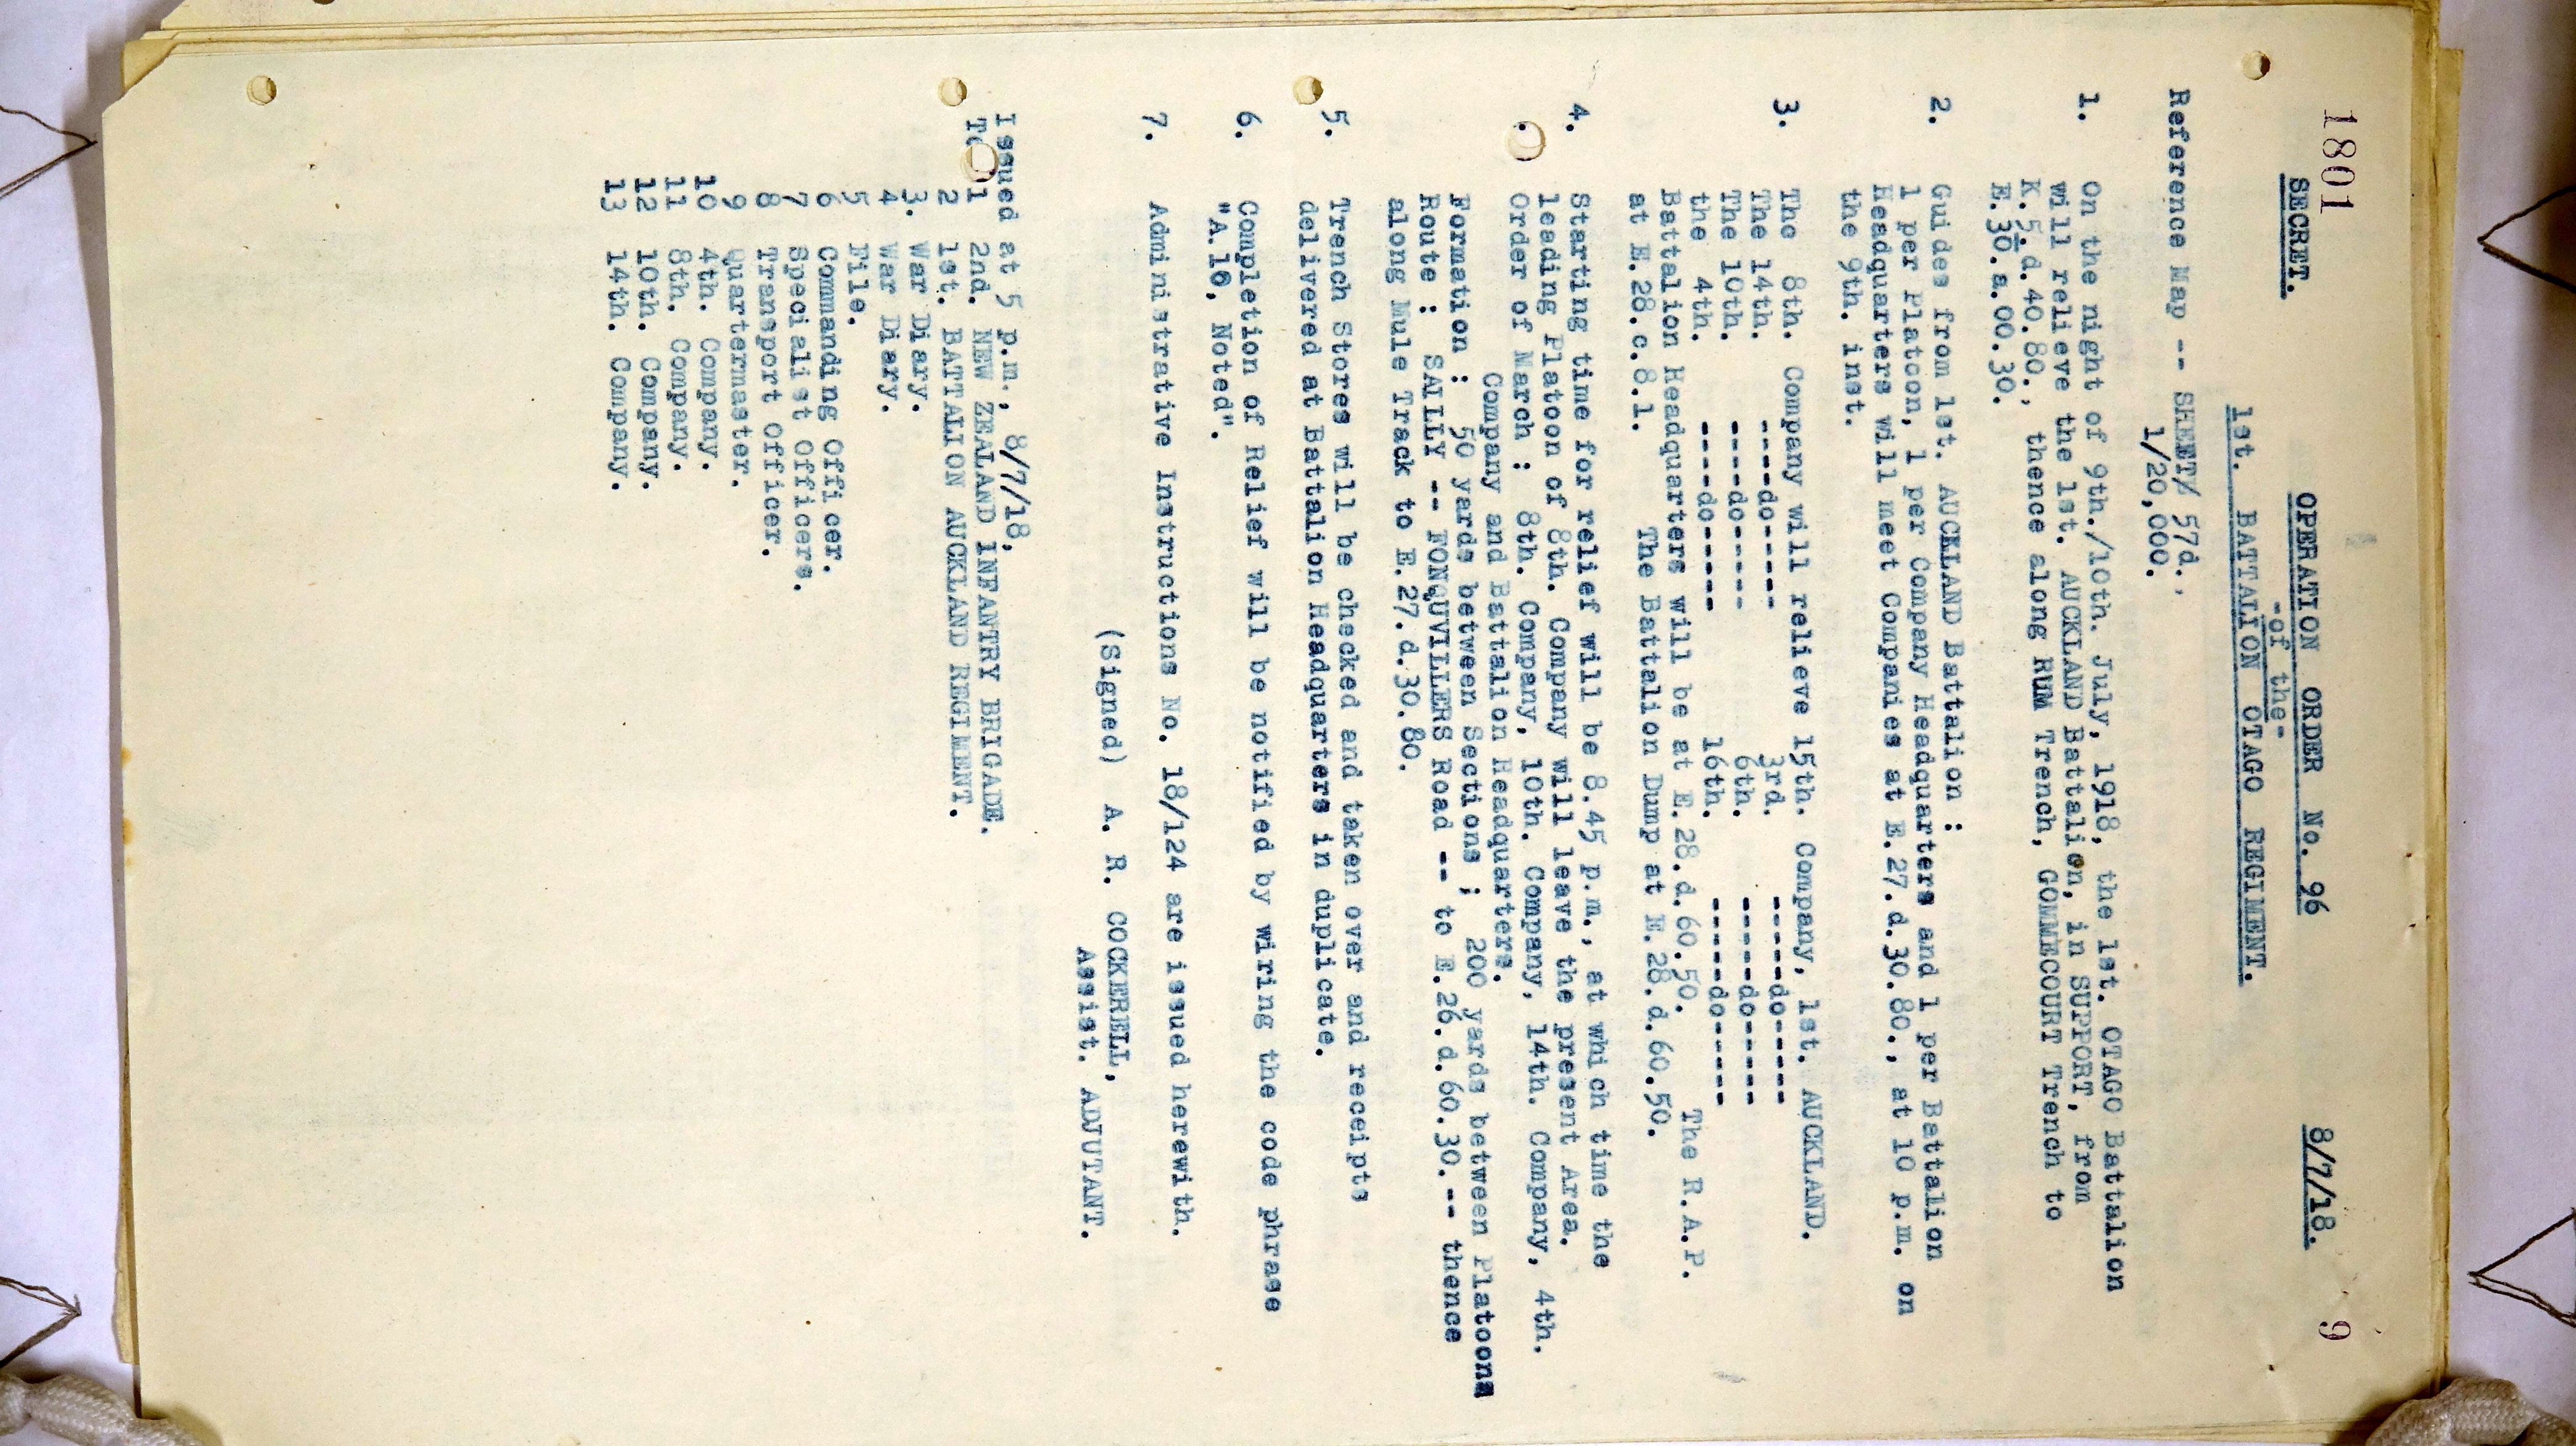 1801
9
SECRET.
OPERATION ORDER No. 96
8/7/18.
-of the-
1st. BATTALION OTAGO REGIMENT.
Reference Map -- SHEET 57d.,
1/20,000.
1. On the night of 9th./10th. July, 1918, the 1st. OTAGO Battalion
will relieve the 1st. AUCKLAND Battalion, in SUPPORT, from
K.5.d.40.80., thence along RUM Trench, GOMMECOURT Trench to
E.30.a.00.30.
2. Guides from 1st. AUCKLAND Battalion :
1 per Platoon, 1 per Company Headquarters and 1 per Battalion
Headquarters will meet Companies at E.27.d.30.80., at 10 p.m. on
the 9th. inst.
3. The 8th. Company will relieve 15th. Company, 1st. AUCKLAND.
The 14th. ----do----- 3rd. -----do------
The 10th. ----do------ 6th. -----do------
the 4th. ----do------ 16th. -----do------
Battalion Headquarters will be at E.28.d.60.50. The R.A.P.
at E.28.c.8.1. The Battalion Dump at E.28.d.60.50.
4. Starting time for relief will be 8.45 p.m., at which time the
leading Platoon of 8th. Company will leave the present Area.
Order of March : 8th. Company, 10th. Company, 14th. Company, 4th.
Company and Battalion Headquarters.
Formation : 50 yards between Sections ; 200 yards between Platoons
Route : SAILLY -- FONQUVILLERS Road -- to E.26.d.60.30.-- thence
along Mule Track to E.27.d.30.80.
5. Trench Stores will be checked and taken over and receipts
delivered at Battalion Headquarters in duplicate.
6. Completion of Relief will be notified by wiring the code phrase
"A.10, Noted".
7. Administrative Instructions No. 18/124 are issued herewith.
(Signed) A. R. COCKERELL,
Assist. ADJUTANT.
Issued at 5 p.m., 8/7/18,
To 1 2nd. NEW ZEALAND INFANTRY BRIGADE.
2 1st. BATTALION AUCKLAND REGIMENT.
3. War Diary.
4 War Diary.
5 File.
6 Commanding Officer.
7 Specialist Officers.
8 Transport Officer.
9 Quartermaster.
10 4th. Company.
11 8th. Company.
12 10th. Company.
13 14th. Company.